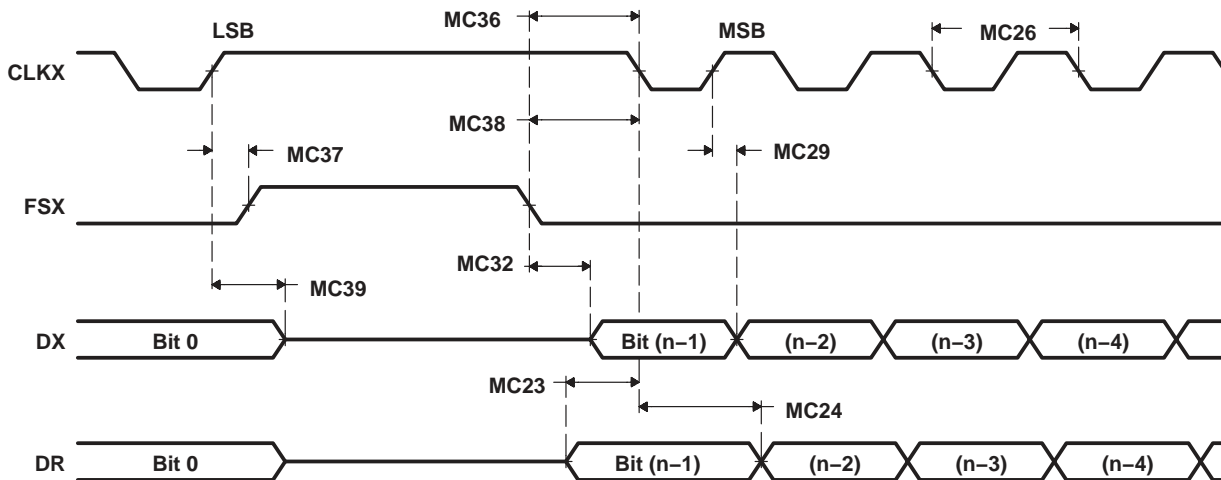 MC36
LSB
MSB
MC26
CLKX
MC38
MC37
MC29
FSX
MC32
MC39
DX
Bit 0
Bit (n–1)
(n–2)
(n–3)
(n–4)
MC23
MC24
DR
Bit 0
Bit (n–1)
(n–2)
(n–3)
(n–4)